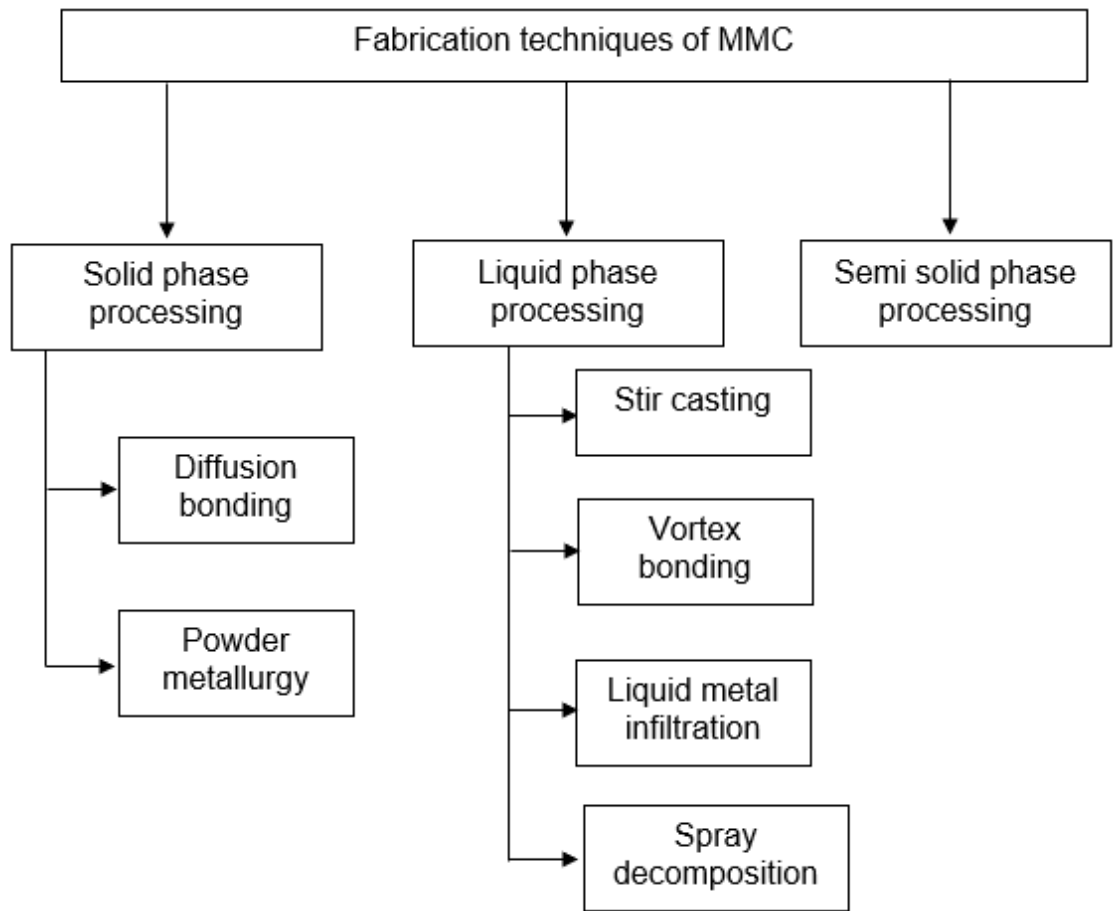 Fabrication techniques of MMC
Solid phase
processing
Liquid phase
processing
Semi solid phase
processing
Diffusion
bonding
Powder
metallurgy
Stir casting
Vortex
bonding
Liquid metal
infiltration
Spray
decomposition